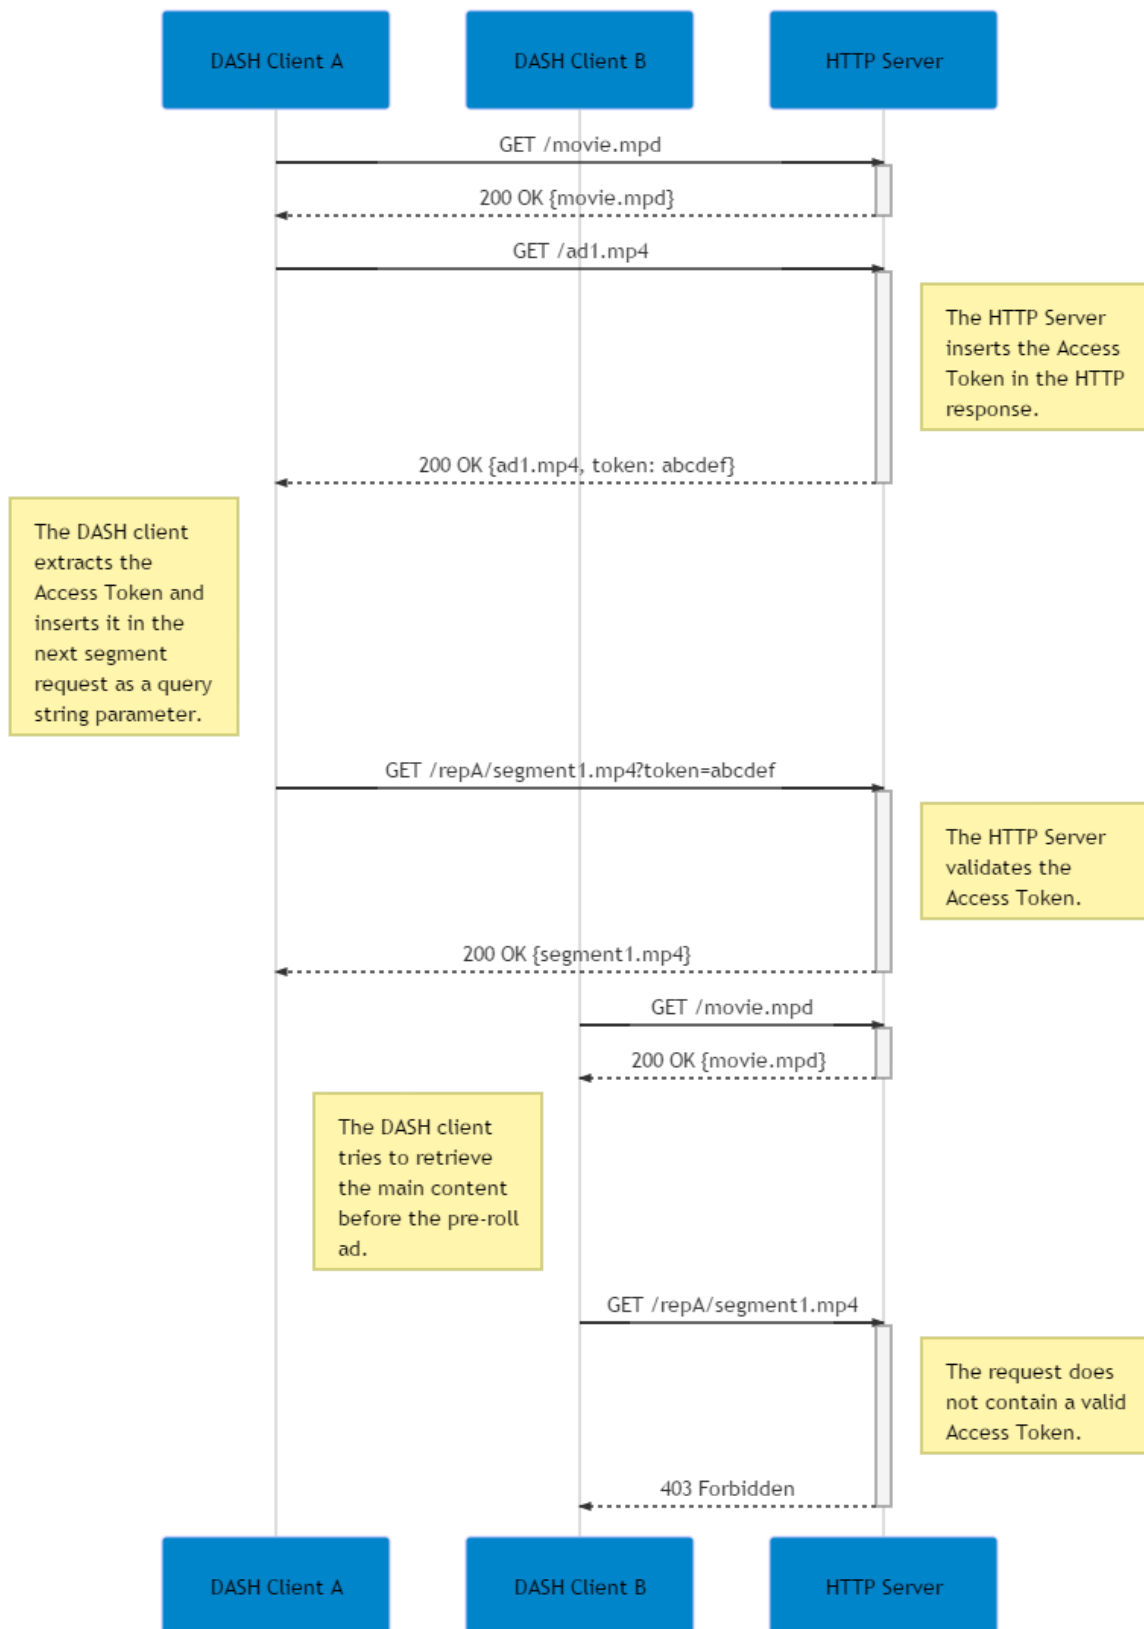 DASH Client A
DASH Client B
HTTP Server
GET /movie.mpd
200 OK {movie.mpd}
GET /ad1.mp4
The HTTP Server
inserts the Access
Token in the HTTP
response.
200 OK {ad1.mp4, token: abcdef}
The DASH client
extracts the
Access Token and
inserts it in the
next segment
request as a query
string parameter.
GET /repA/segment1.mp4?token=abcdef
The HTTP Server
validates the
Access Token.
200 OK {segment1.mp4}
GET /movie.mpd
200 OK {movie.mpd}
The DASH client
tries to retrieve
the main content
before the pre-roll
ad.
GET /repA/segment1.mp4
The request does
not contain a valid
Access Token.
403 Forbidden
DASH Client A
DASH Client B
HTTP Server